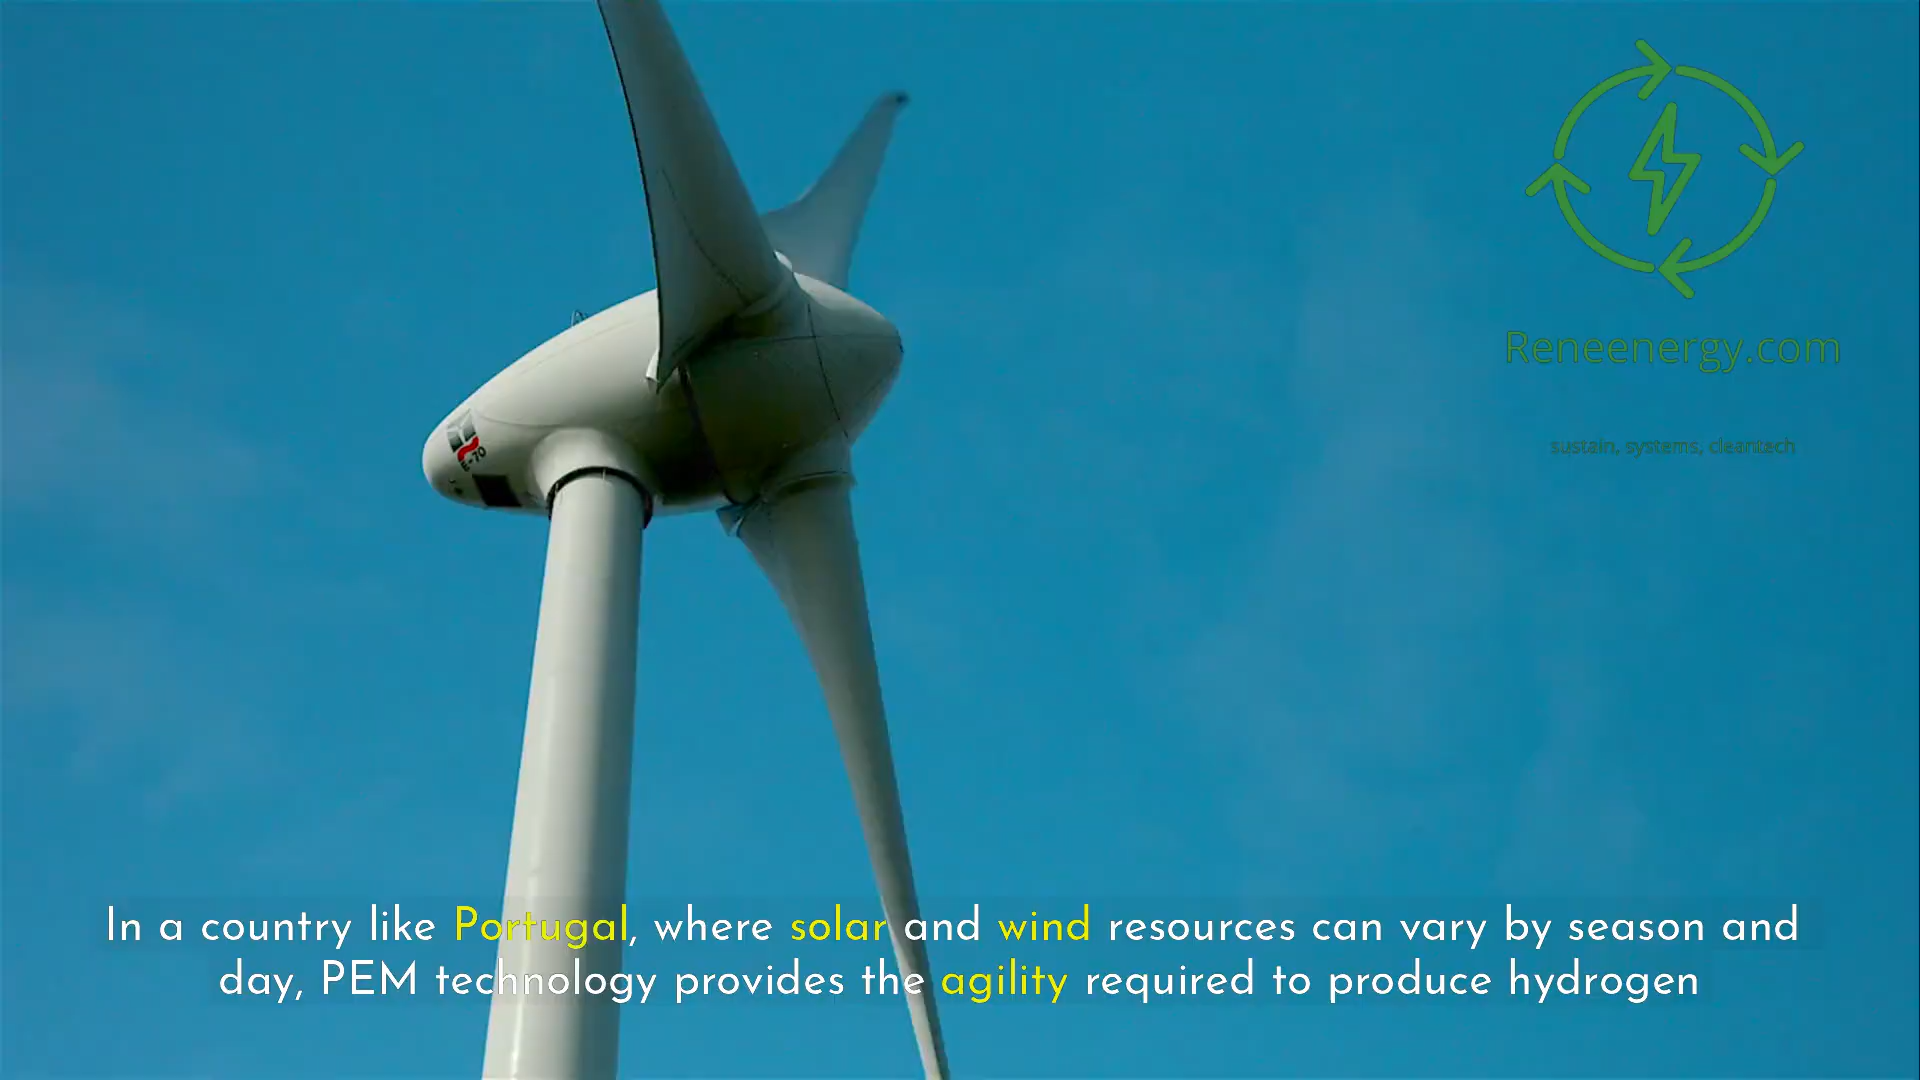 Reneenergy.com
sustain, systems, cleantech
E-70
In a country like Portugal, where solar and wind resources can vary by season and
day, PEM technology provides the agility required to produce hydrogen